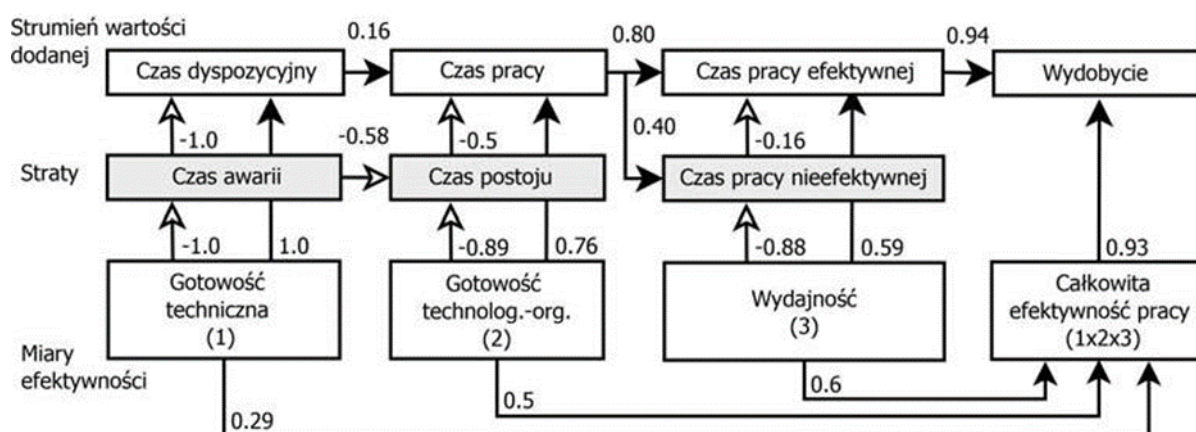 Strumień wartości
dodanej
0.16
0.80
0.94
Czas dyspozycyjny
Czas pracy
Czas pracy efektywnej
Wydobycie
-1.0
-0.58
-0.5
0.40
-0.16
Straty
Czas awarii
Czas postoju
Czas pracy nieefektywnej
-1.0
1.0
-0.89
0.76
-0.88
0.59
0.93
Gotowość
techniczna
(1)
Gotowość
technolog.-org.
(2)
Wydajność
(3)
Całkowita
efektywność pracy
(1x2x3)
Miary
efektywności
0.29
0.5
0.6